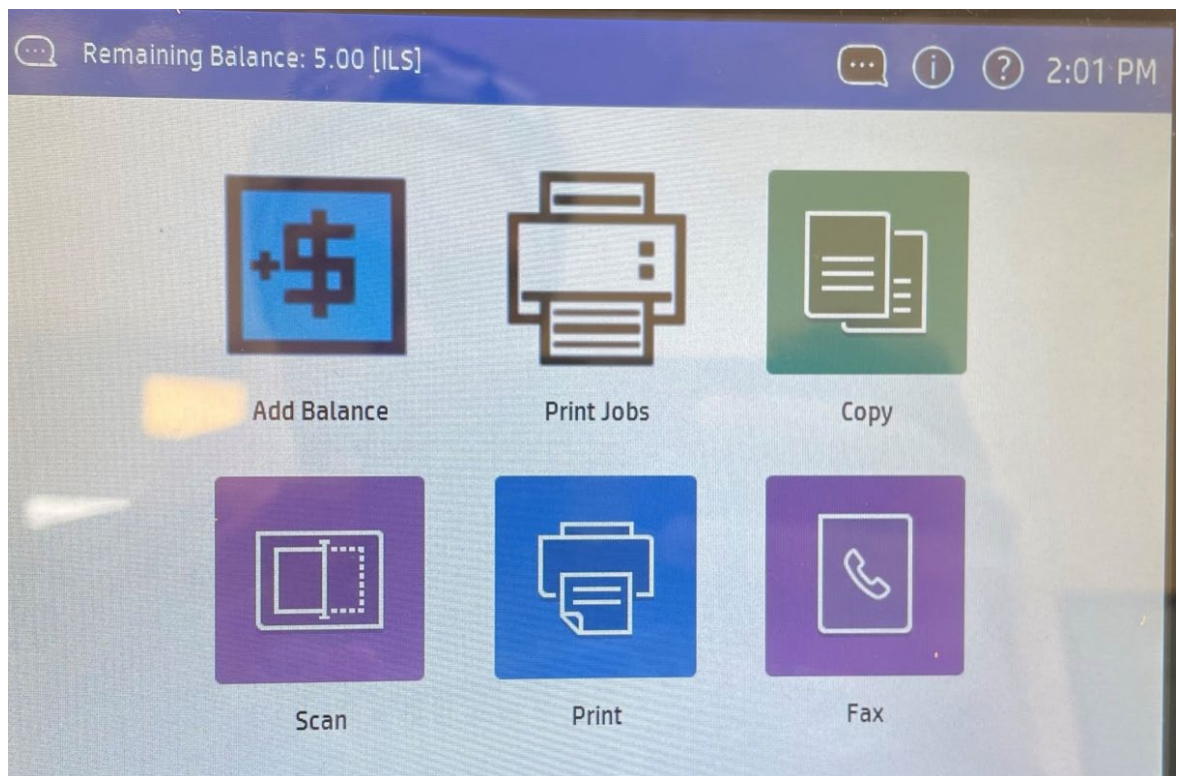 Remaining Balance: 5.00 [ILS] 2:01 PM
Add Balance Print Jobs Copy
Scan Print Fax